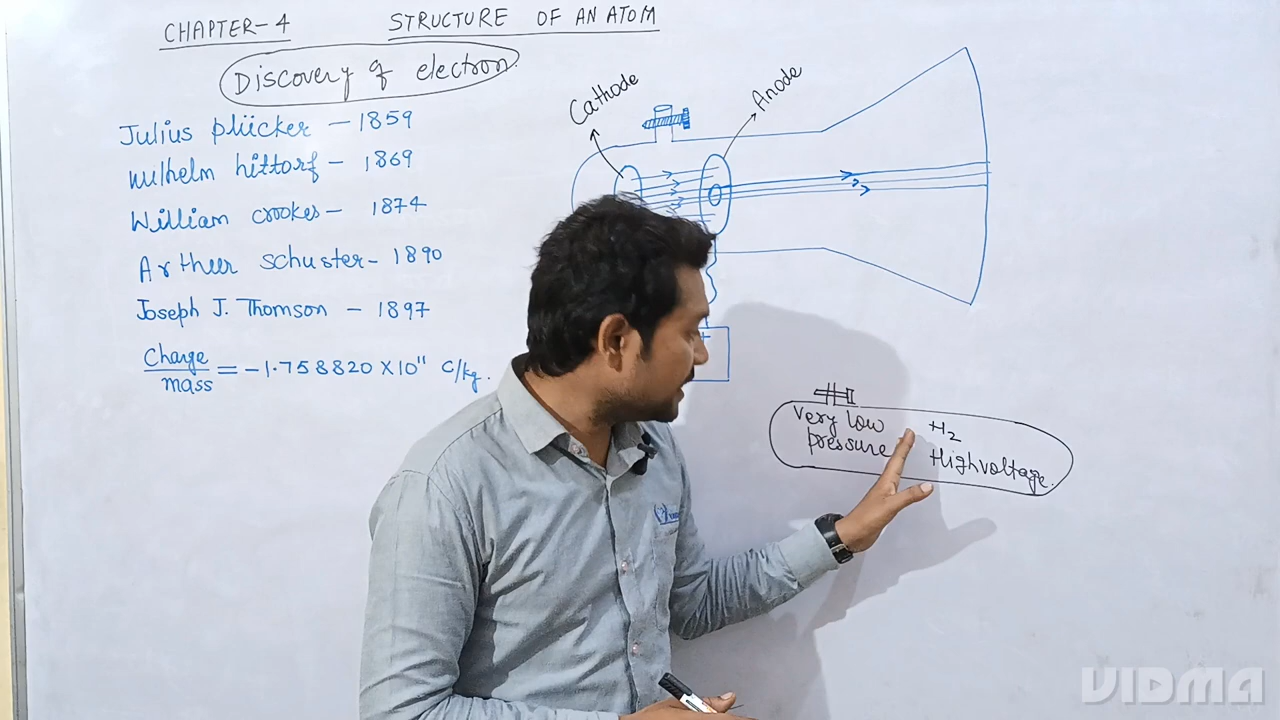 CHAPTER-4 STRUCTURE OF AN ATOM
Discovery of electron
Julius plücker - 1859
Wilhelm hittorf - 1869
William crookes - 1874
Arthur schuster - 1890
Joseph J. Thomson - 1897
Charge
mass
= -1.758820 X 10¹¹ C/kg.
Cathode
Anode
+
Very low
pressure
H2
High voltage.
VIDMA